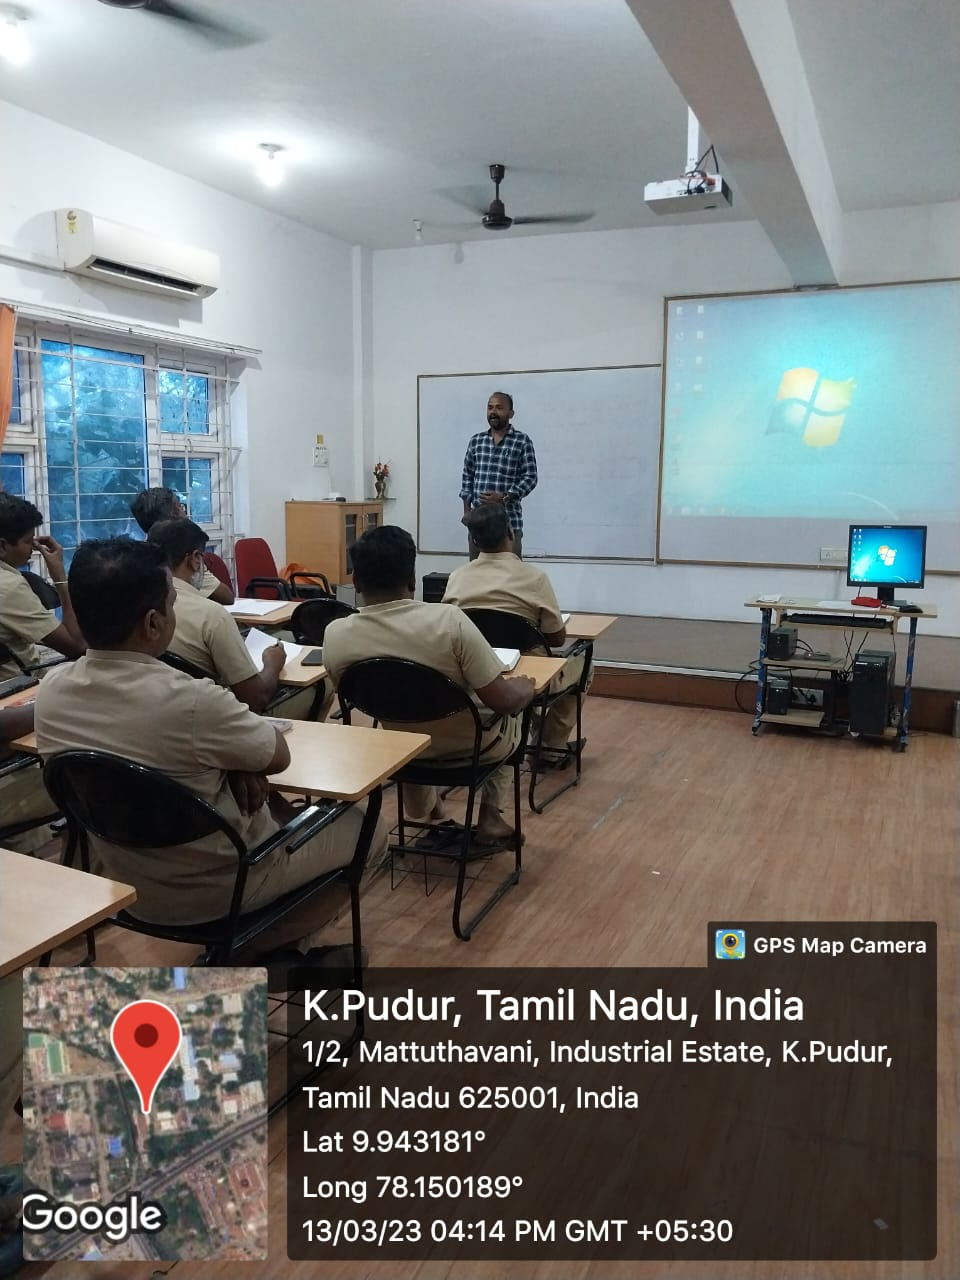 GPS Map Camera
K.Pudur, Tamil Nadu, India
1/2, Mattuthavani, Industrial Estate, K.Pudur,
Tamil Nadu 625001, India
Lat 9.943181°
Long 78.150189°
13/03/23 04:14 PM GMT +05:30
Google